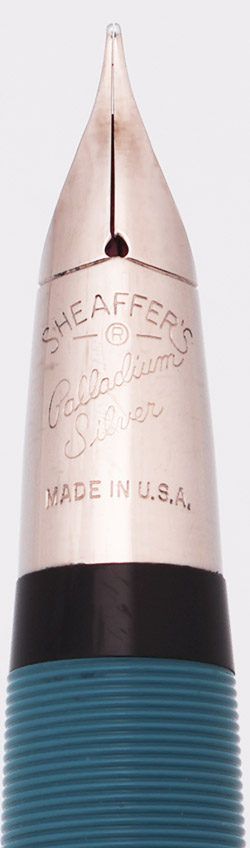 SHEAFFER'S
®
Palladium
Silver
MADE IN U.S.A.